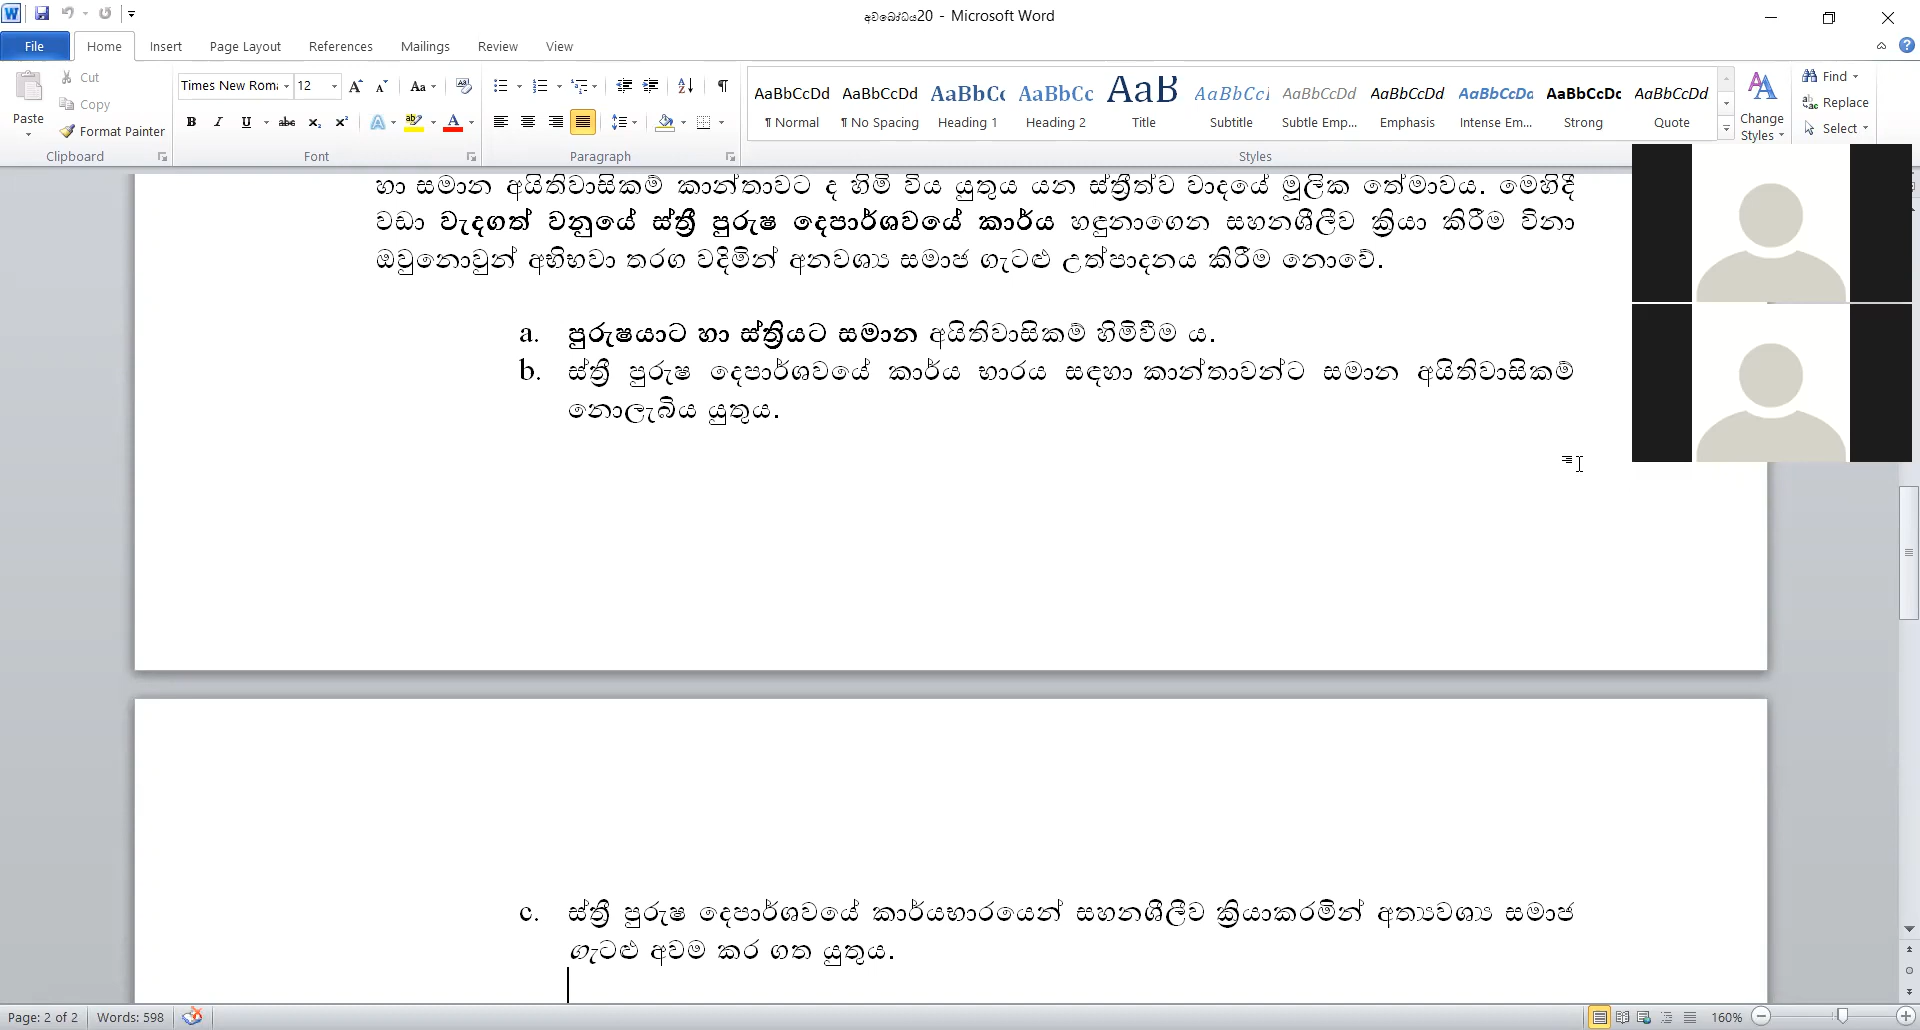 අවබෝධය20 - Microsoft Word
File Home Insert Page Layout References Mailings Review View
Paste Cut Copy Format Painter
Times New Rom 12
AaBbCcDd AaBbCcDd AaBbCc AaBbCc AaB AaBbCcI AaBbCcDd AaBbCcDd AaBbCcDd AaBbCcDc AaBbCcDd
¶ Normal ¶ No Spacing Heading 1 Heading 2 Title Subtitle Subtle Emp... Emphasis Intense Em... Strong Quote
Change Styles
Find
Replace
Select
Clipboard Font Paragraph Styles
හා සමාන අයිතිවාසිකම් කාන්තාවට ද හිමි විය යුතුය යන ස්ත්‍රීත්ව වාදයේ මූලික තේමාවය. මෙහිදී
වඩා වැදගත් වනුයේ ස්ත්‍රී පුරුෂ දෙපාර්ශවයේ කාර්ය හඳුනාගෙන සහනශීලීව ක්‍රියා කිරීම විනා
ඔවුනොවුන් අභිභවා තරග වදිමින් අනවශ්‍ය සමාජ ගැටළු උත්පාදනය කිරීම නොවේ.
a. පුරුෂයාට හා ස්ත්‍රියට සමාන අයිතිවාසිකම් හිමිවීම ය.
b. ස්ත්‍රී පුරුෂ දෙපාර්ශවයේ කාර්ය භාරය සඳහා කාන්තාවන්ට සමාන අයිතිවාසිකම්
නොලැබිය යුතුය.
c. ස්ත්‍රී පුරුෂ දෙපාර්ශවයේ කාර්යභාරයෙන් සහනශීලීව ක්‍රියාකරමින් අත්‍යවශ්‍ය සමාජ
ගැටළු අවම කර ගත යුතුය.
Page: 2 of 2 Words: 598 160%